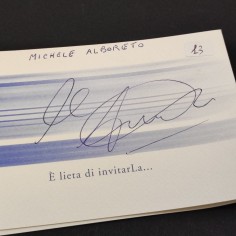 MICHELE ALBORETO
13
È lieta di invitarLa...